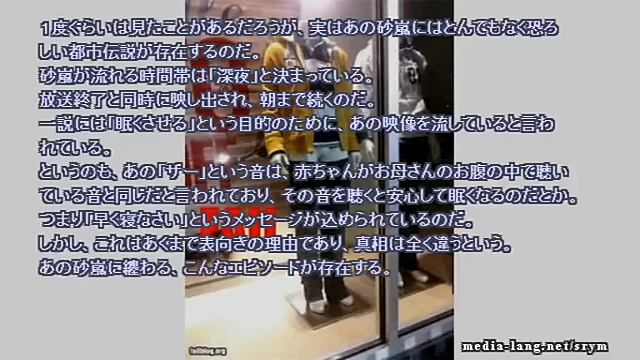 1度ぐらいは見たことがあるだろうが、実はあの砂嵐にはとんでもなく恐ろ
しい都市伝説が存在するのだ。
砂嵐が流れる時間帯は「深夜」と決まっている。
放送終了と同時に映し出され、朝まで続くのだ。
一説には「眠くさせる」という目的のために、あの映像を流していると言わ
れている。
というのも、あの「ザー」という音は、赤ちゃんがお母さんのお腹の中で聴い
ている音と同じだと言われており、その音を聴くと安心して眠くなるのだとか。
つまり「早く寝なさい」というメッセージが込められているのだ。
しかし、これはあくまで表向きの理由であり、真相は全く違うという。
あの砂嵐に纏わる、こんなエピソードが存在する。
failblog.org
media-lang.net/srym